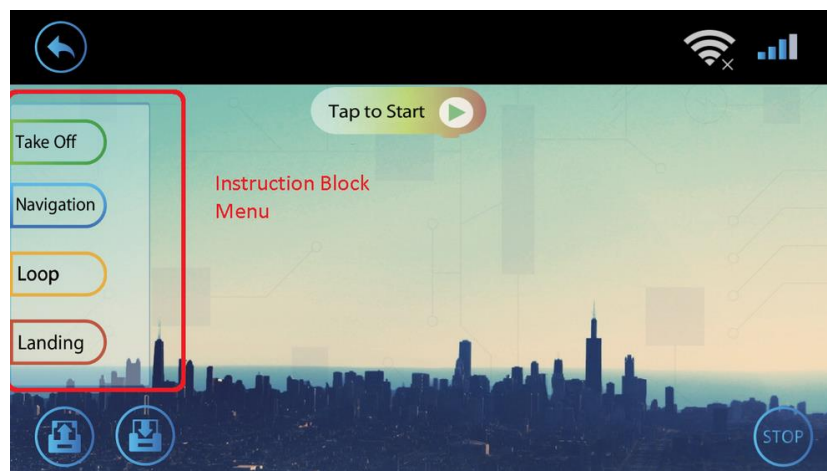 Tap to Start
Take Off
Instruction Block
Menu
Navigation
Loop
Landing
STOP